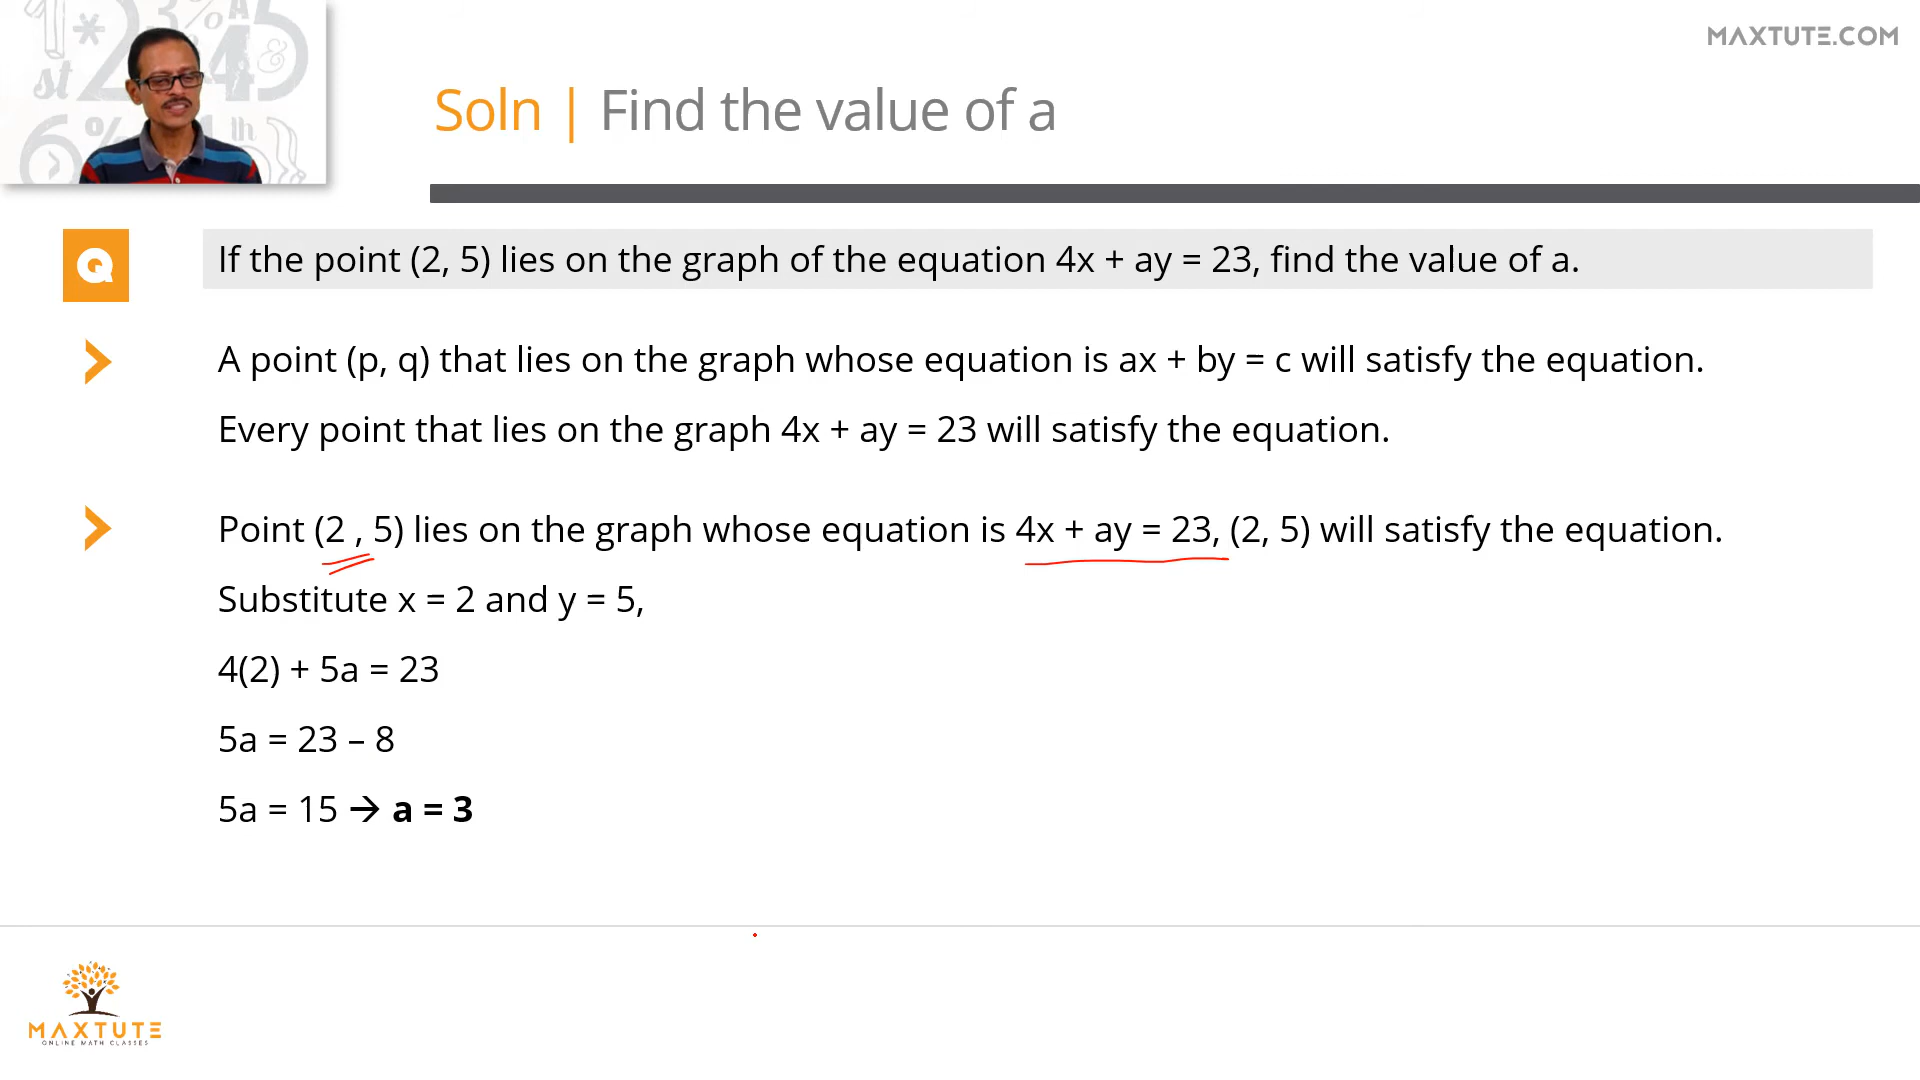 MAXTUTE.COM
Soln | Find the value of a
Q
If the point (2, 5) lies on the graph of the equation 4x + ay = 23, find the value of a.
A point (p, q) that lies on the graph whose equation is ax + by = c will satisfy the equation.
Every point that lies on the graph 4x + ay = 23 will satisfy the equation.
Point (2 , 5) lies on the graph whose equation is 4x + ay = 23, (2, 5) will satisfy the equation.
Substitute x = 2 and y = 5,
4(2) + 5a = 23
5a = 23 – 8
5a = 15 → a = 3
MAXTUTE
ONLINE MATH CLASSES